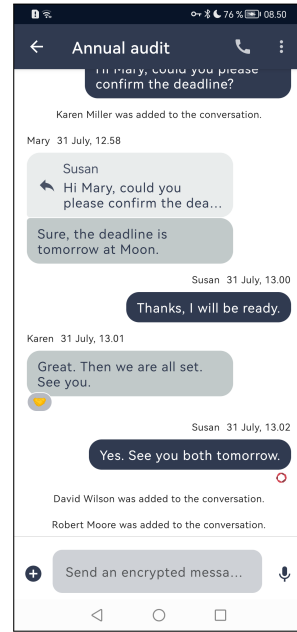 76 % 08.50
Annual audit
Hi Mary, could you please
confirm the deadline?
Karen Miller was added to the conversation.
Mary 31 July, 12.58
Susan
Hi Mary, could you
please confirm the dea...
Sure, the deadline is
tomorrow at Moon.
Susan 31 July, 13.00
Thanks, I will be ready.
Karen 31 July, 13.01
Great. Then we are all set.
See you.
Susan 31 July, 13.02
Yes. See you both tomorrow.
David Wilson was added to the conversation.
Robert Moore was added to the conversation.
Send an encrypted messa...